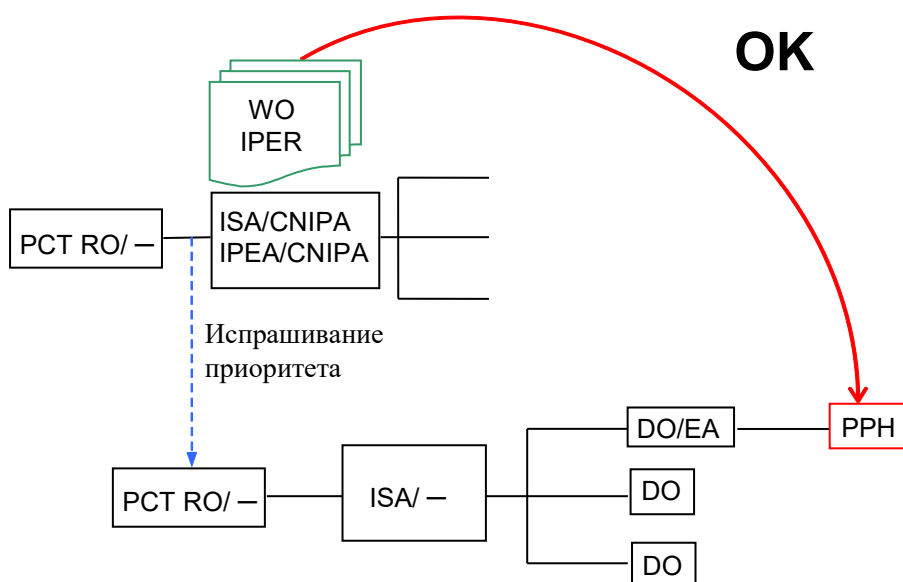 OK
WO
IPER
PCT RO/ —
ISA/CNIPA
IPEA/CNIPA
Испрашивание
приоритета
DO/EA
PPH
PCT RO/ —
ISA/ —
DO
DO